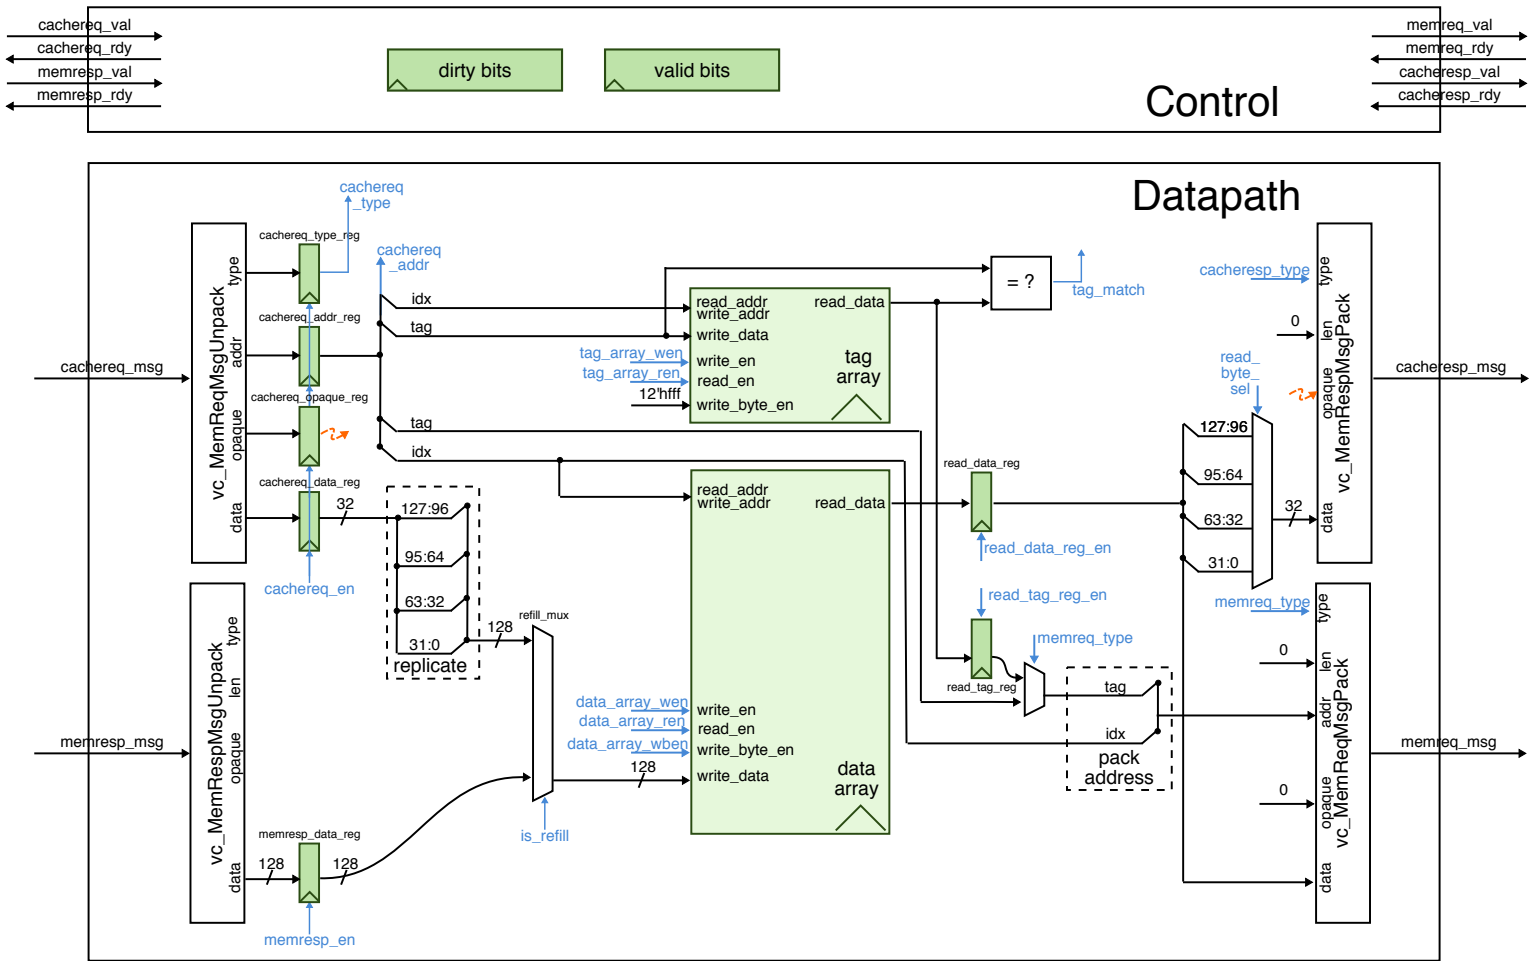 cachereq_val
cachereq_rdy
memresp_val
memresp_rdy
dirty bits
valid bits
Control
memreq_val
memreq_rdy
cacheresp_val
cacheresp_rdy
Datapath
cachereq_msg
memresp_msg
vc_MemReqMsgUnpack
type
addr
opaque
data
cachereq_type_reg
cachereq_addr_reg
cachereq_opaque_reg
cachereq_data_reg
cachereq_en
cachereq
_type
cachereq
_addr
idx
tag
tag
idx
32
127:96
95:64
63:32
31:0
replicate
128
refill_mux
is_refill
vc_MemRespMsgUnpack
type
len
opaque
data
128
memresp_data_reg
128
memresp_en
tag_array_wen
tag_array_ren
12'hfff
read_addr
write_addr
write_data
write_en
read_en
write_byte_en
read_data
tag
array
= ?
tag_match
read_addr
write_addr
read_data
data_array_wen
data_array_ren
data_array_wben
128
write_en
read_en
write_byte_en
write_data
data
array
read_data_reg
read_data_reg_en
read_tag_reg_en
read_tag_reg
memreq_type
tag
idx
pack
address
127:96
95:64
63:32
31:0
read_
byte_
sel
32
cacheresp_type
0
type
len
opaque
data
vc_MemRespMsgPack
cacheresp_msg
memreq_type
0
0
type
len
addr
opaque
data
vc_MemReqMsgPack
memreq_msg